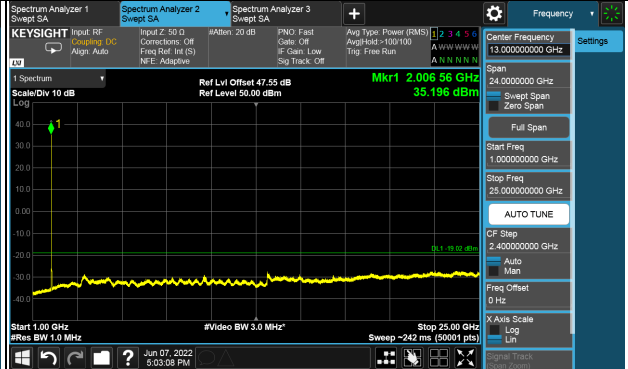 Spectrum Analyzer 1
Swept SA
Spectrum Analyzer 2
Swept SA
Spectrum Analyzer 3
Swept SA
Frequency
KEYSIGHT
Input: RF
Coupling: DC
Align: Auto
Input Z: 50 Ω
Corrections: Off
Freq Ref: Int (S)
NFE: Adaptive
#Atten: 20 dB
PNO: Fast
Gate: Off
IF Gain: Low
Sig Track: Off
Avg Type: Power (RMS)
Avg|Hold:>100/100
Trig: Free Run
1 2 3 4 5 6
A W W W W W
A N N N N N
LXI
1 Spectrum
Scale/Div 10 dB
Log
Ref Lvl Offset 47.55 dB
Ref Level 50.00 dBm
Mkr1 2.006 56 GHz
35.196 dBm
40.0
30.0
20.0
10.0
0.00
-10.0
-20.0
-30.0
-40.0
1
DL1 -19.02 dBm
Start 1.00 GHz
#Res BW 1.0 MHz
#Video BW 3.0 MHz*
Stop 25.00 GHz
Sweep ~242 ms (50001 pts)
Jun 07, 2022
5:03:08 PM
Center Frequency
13.000000000 GHz
Span
24.0000000 GHz
Swept Span
Zero Span
Full Span
Start Freq
1.000000000 GHz
Stop Freq
25.000000000 GHz
AUTO TUNE
CF Step
2.400000000 GHz
Auto
Man
Freq Offset
0 Hz
X Axis Scale
Log
Lin
Signal Track
(Span Zoom)
Settings